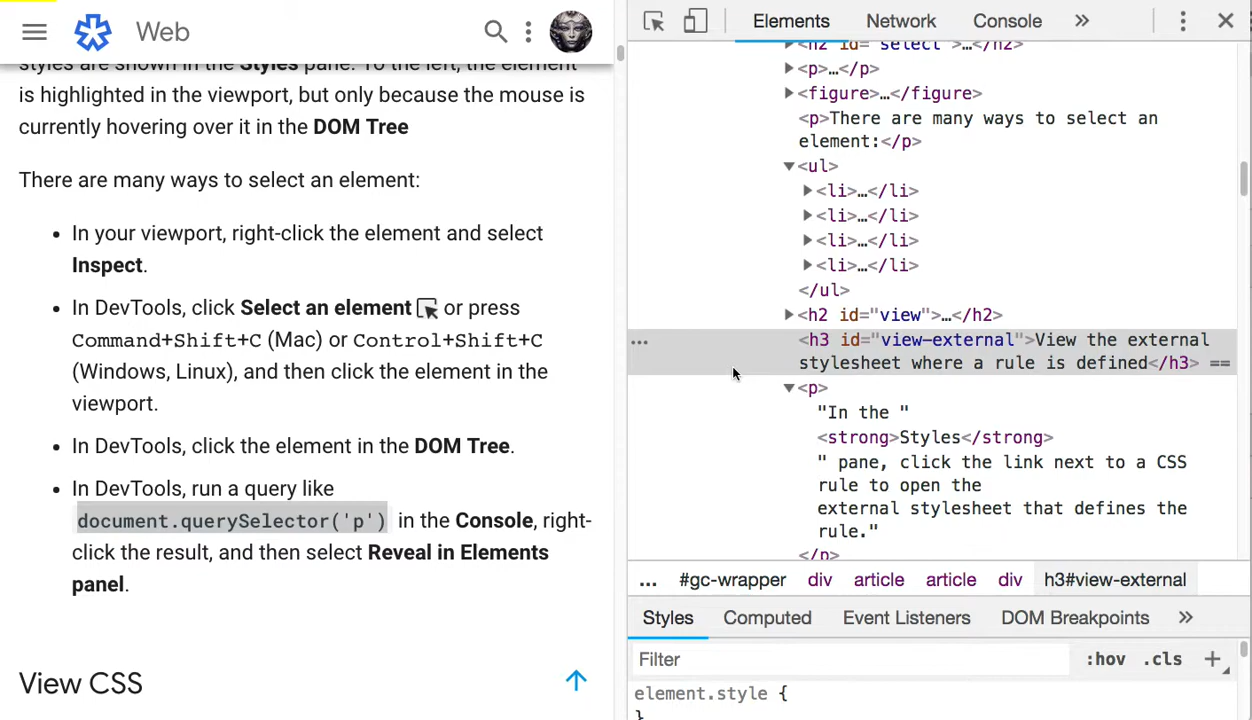 Web
styles are shown in the Styles pane. To the left, the element
is highlighted in the viewport, but only because the mouse is
currently hovering over it in the DOM Tree
There are many ways to select an element:
• In your viewport, right-click the element and select
Inspect.
• In DevTools, click Select an element or press
Command+Shift+C (Mac) or Control+Shift+C
(Windows, Linux), and then click the element in the
viewport.
• In DevTools, click the element in the DOM Tree.
• In DevTools, run a query like
document.querySelector('p') in the Console, right-
click the result, and then select Reveal in Elements
panel.
View CSS
Elements Network Console »
<h2 id="select">…</h2>
<p>…</p>
<figure>…</figure>
<p>There are many ways to select an
element:</p>
<ul>
<li>…</li>
<li>…</li>
<li>…</li>
<li>…</li>
</ul>
<h2 id="view">…</h2>
… <h3 id="view-external">View the external
stylesheet where a rule is defined</h3> ==
<p>
"In the "
<strong>Styles</strong>
" pane, click the link next to a CSS
rule to open the
external stylesheet that defines the
rule."
</p>
... #gc-wrapper div article article div h3#view-external
Styles Computed Event Listeners DOM Breakpoints »
Filter :hov .cls +
element.style {
}